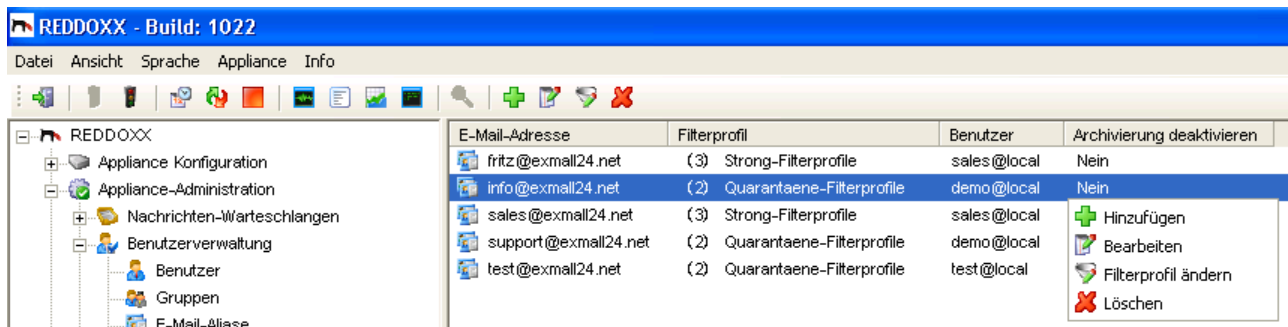 REDDOXX - Build: 1022
Datei Ansicht Sprache Appliance Info
REDDOXX
Appliance Konfiguration
Appliance-Administration
Nachrichten-Warteschlangen
Benutzerverwaltung
Benutzer
Gruppen
E-Mail-Aliase
E-Mail-Adresse Filterprofil Benutzer Archivierung deaktivieren
fritz@exmall24.net (3) Strong-Filterprofile sales@local Nein
info@exmall24.net (2) Quarantaene-Filterprofile demo@local Nein
sales@exmall24.net (3) Strong-Filterprofile sales@local
support@exmall24.net (2) Quarantaene-Filterprofile demo@local
test@exmall24.net (2) Quarantaene-Filterprofile test@local
Hinzufügen
Bearbeiten
Filterprofil ändern
Löschen